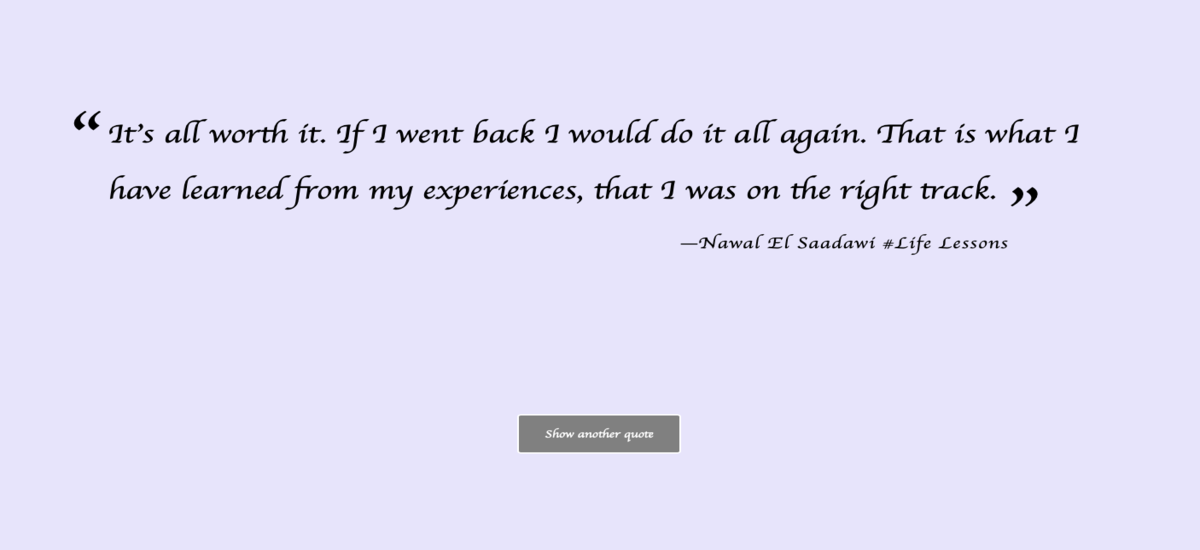 “ It's all worth it. If I went back I would do it all again. That is what I
have learned from my experiences, that I was on the right track. ”
—Nawal El Saadawi #Life Lessons
Show another quote